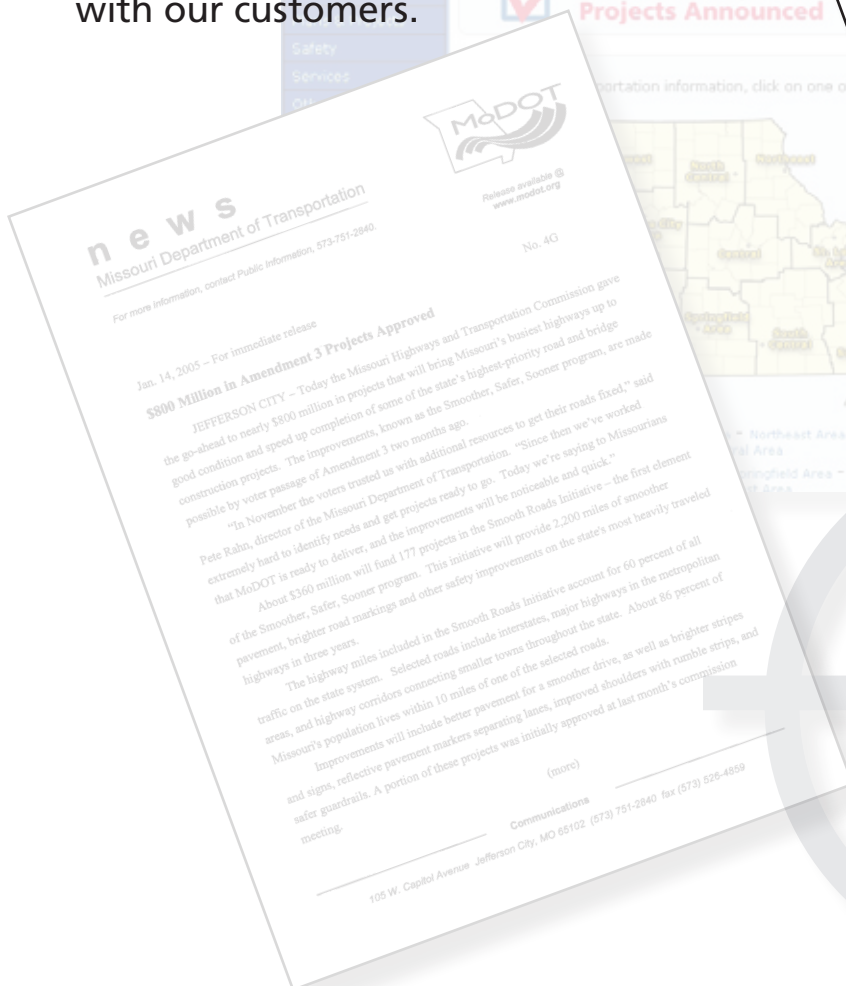 with our customers.
Projects Announced
Safety
Services
portation information, click on one o
North
Central
Northeast
Central
Springfield
Area
South
Central
Northeast Area
ral Area
ringfield Area
st Area
MoDOT
Release available @
www.modot.org
news
Missouri Department of Transportation
For more information, contact Public Information, 573-751-2840.
No. 4G
Jan. 14, 2005 – For immediate release
$800 Million in Amendment 3 Projects Approved
JEFFERSON CITY – Today the Missouri Highways and Transportation Commission gave
the go-ahead to nearly $800 million in projects that will bring Missouri's busiest highways up to
good condition and speed up completion of some of the state's highest-priority road and bridge
construction projects. The improvements, known as the Smoother, Safer, Sooner program, are made
possible by voter passage of Amendment 3 two months ago.
"In November the voters trusted us with additional resources to get their roads fixed," said
Pete Rahn, director of the Missouri Department of Transportation. "Since then we've worked
extremely hard to identify needs and get projects ready to go. Today we're saying to Missourians
that MoDOT is ready to deliver, and the improvements will be noticeable and quick."
About $360 million will fund 177 projects in the Smooth Roads Initiative – the first element
of the Smoother, Safer, Sooner program. This initiative will provide 2,200 miles of smoother
pavement, brighter road markings and other safety improvements on the state's most heavily traveled
highways in three years.
The highway miles included in the Smooth Roads Initiative account for 60 percent of all
traffic on the state system. Selected roads include interstates, major highways in the metropolitan
areas, and highway corridors connecting smaller towns throughout the state. About 86 percent of
Missouri's population lives within 10 miles of one of the selected roads.
Improvements will include better pavement for a smoother drive, as well as brighter stripes
and signs, reflective pavement markers separating lanes, improved shoulders with rumble strips, and
safer guardrails. A portion of these projects was initially approved at last month's commission
meeting.
(more)
Communications
105 W. Capitol Avenue Jefferson City, MO 65102 (573) 751-2840 fax (573) 526-4859